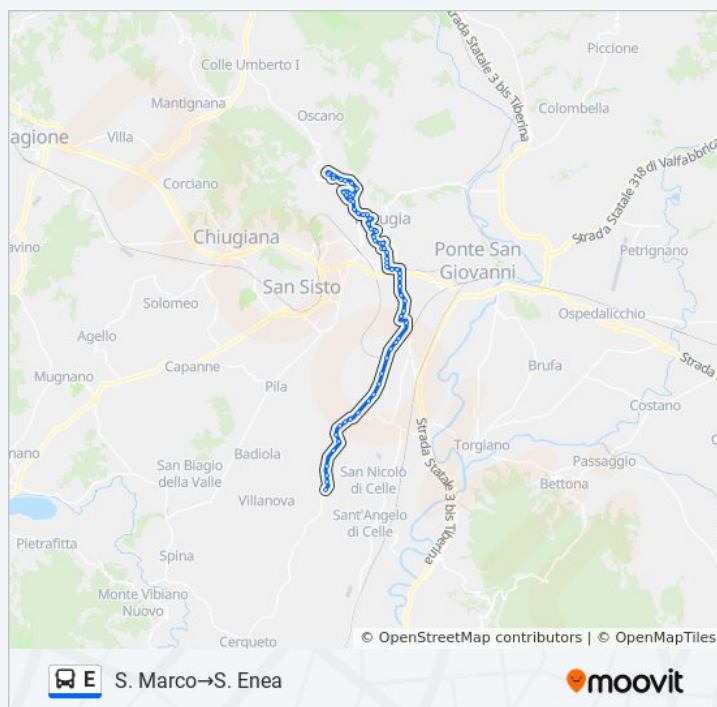 Colle Umberto I
Piccione
Strada Statale 3 bis Tiberina
Mantignana
Oscano
Colombella
agione
Villa
Strada Statale 318 di Valfabbrica
Corciano
ugia
Chiugiana
Ponte San
Giovanni
Petrignano
avino
San Sisto
Solomeo
Ospedalicchio
Agello
Capanne
Brufa
Mugnano
Pila
Strada Statale
Costano
nano
Badiola
Torgiano
San Biagio
della Valle
San Nicolò
di Celle
Passaggio
Strada Statale 3 bis Tiberina
Villanova
Bettona
Sant'Angelo
di Celle
Pietrafitta
Spina
Monte Vibiano
Nuovo
Cerqueto
© OpenStreetMap contributors | © OpenMapTiles
E S. Marco→S. Enea
moovit